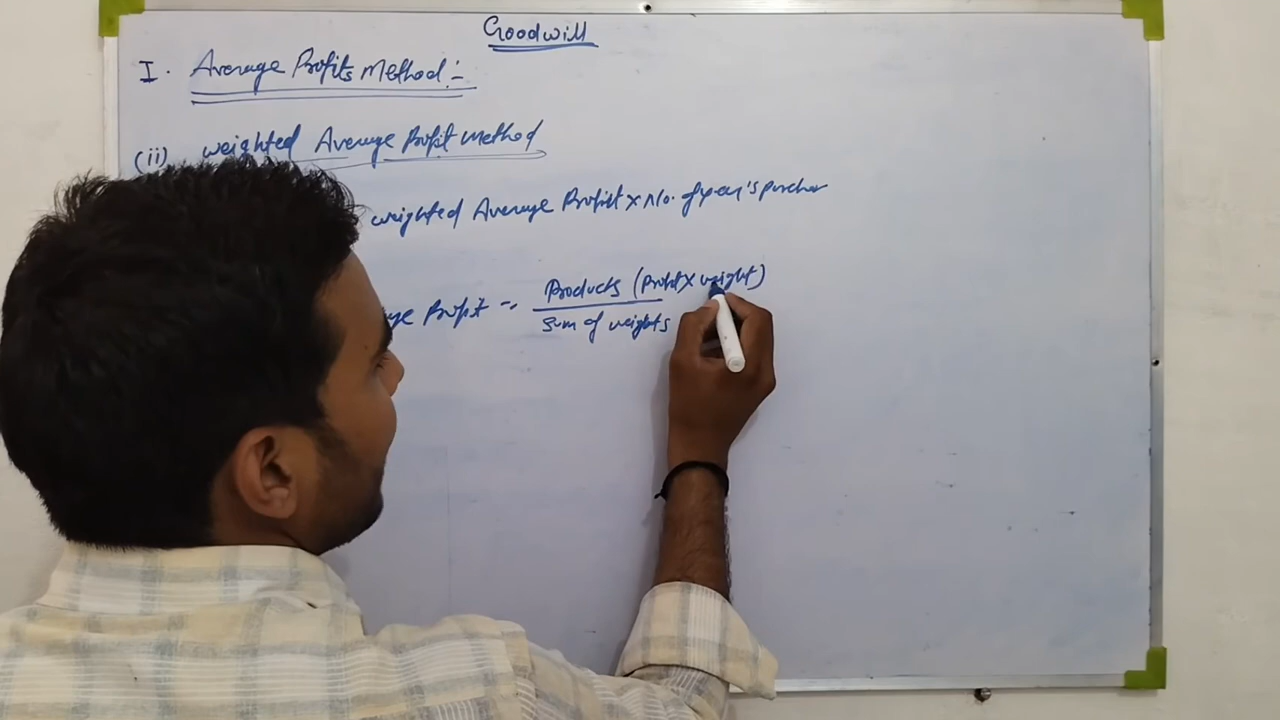 Goodwill
I. Average Profits Method :-
(ii) weighted Average Profit Method
weighted Average Profit x No. of year's purchase
Profit =
Products (Profit x weight)
sum of weights